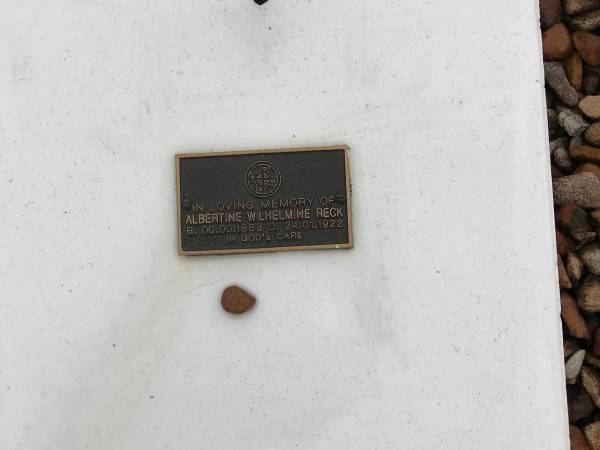 IN LOVING MEMORY OF
ALBERTINE WILHELMINE RECK
B. 00.00.1883 D. 24.01.1922
IN GOD'S CARE